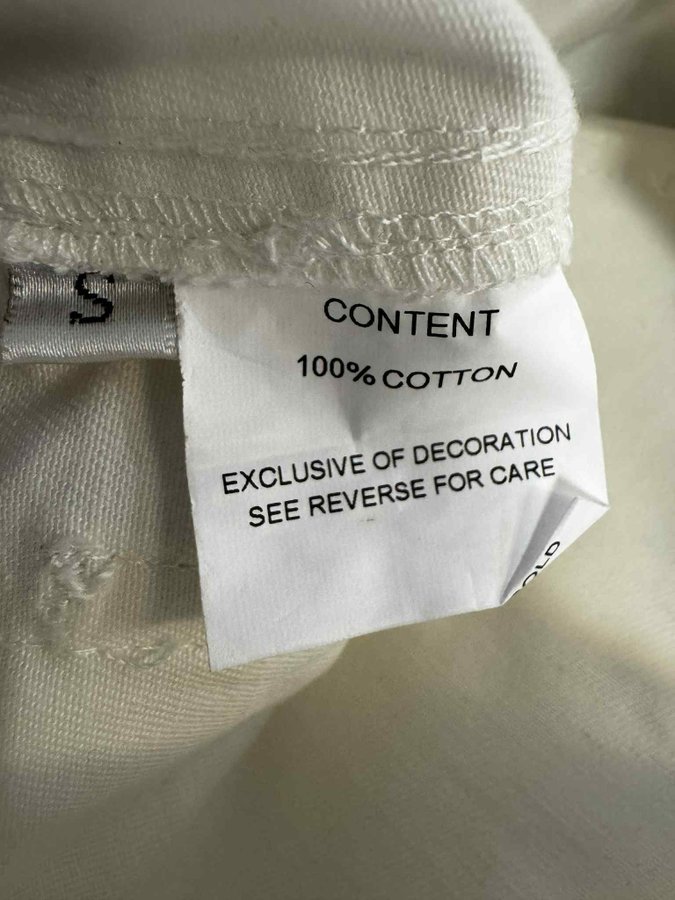 S
CONTENT
100% COTTON
EXCLUSIVE OF DECORATION
SEE REVERSE FOR CARE